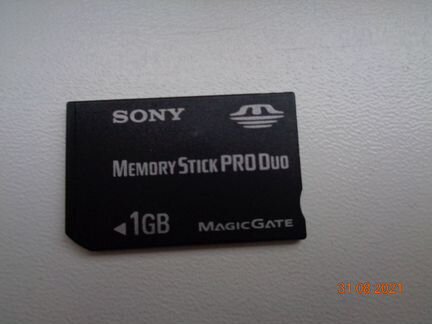 SONY
MEMORY STICK PRO DUO
1GB
MAGICGATE
31 08 2021